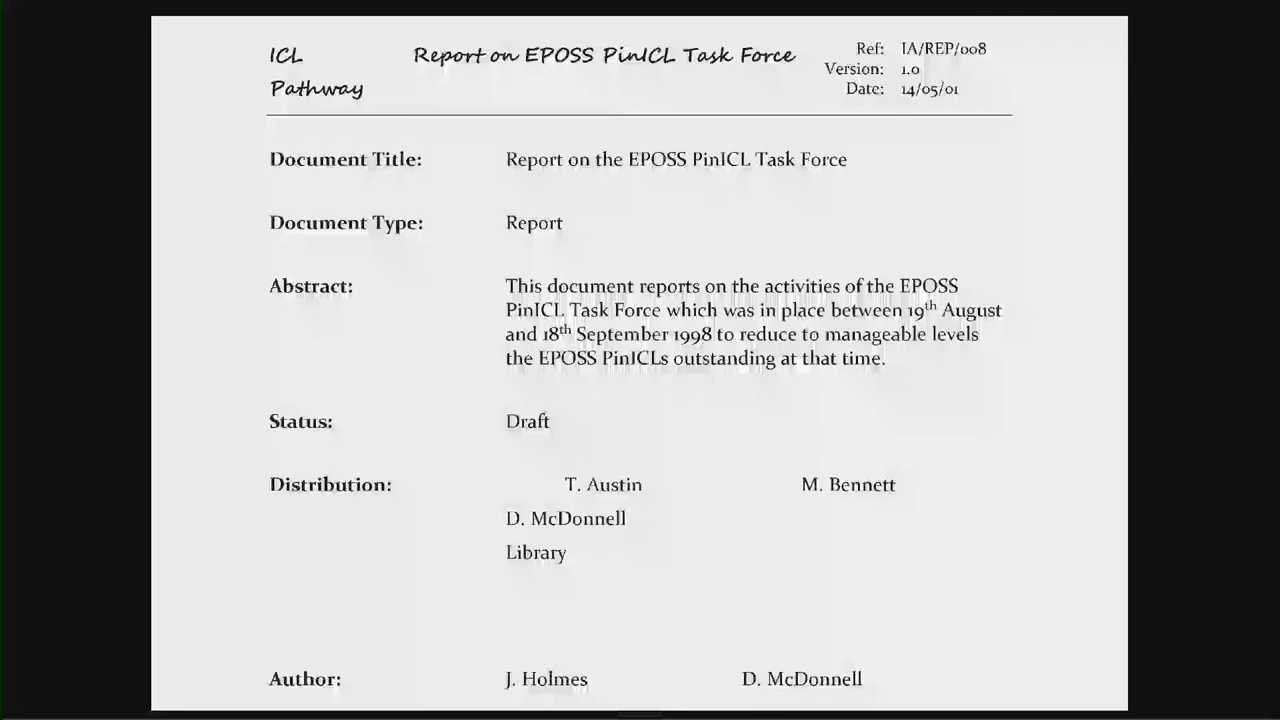 ICL Report on EPOSS PinICL Task Force Ref: IA/REP/008
Pathway Version: 1.0
Date: 14/05/01
Document Title: Report on the EPOSS PinICL Task Force
Document Type: Report
Abstract: This document reports on the activities of the EPOSS
PinICL Task Force which was in place between 19th August
and 18th September 1998 to reduce to manageable levels
the EPOSS PinICLs outstanding at that time.
Status: Draft
Distribution: T. Austin M. Bennett
D. McDonnell
Library
Author: J. Holmes D. McDonnell